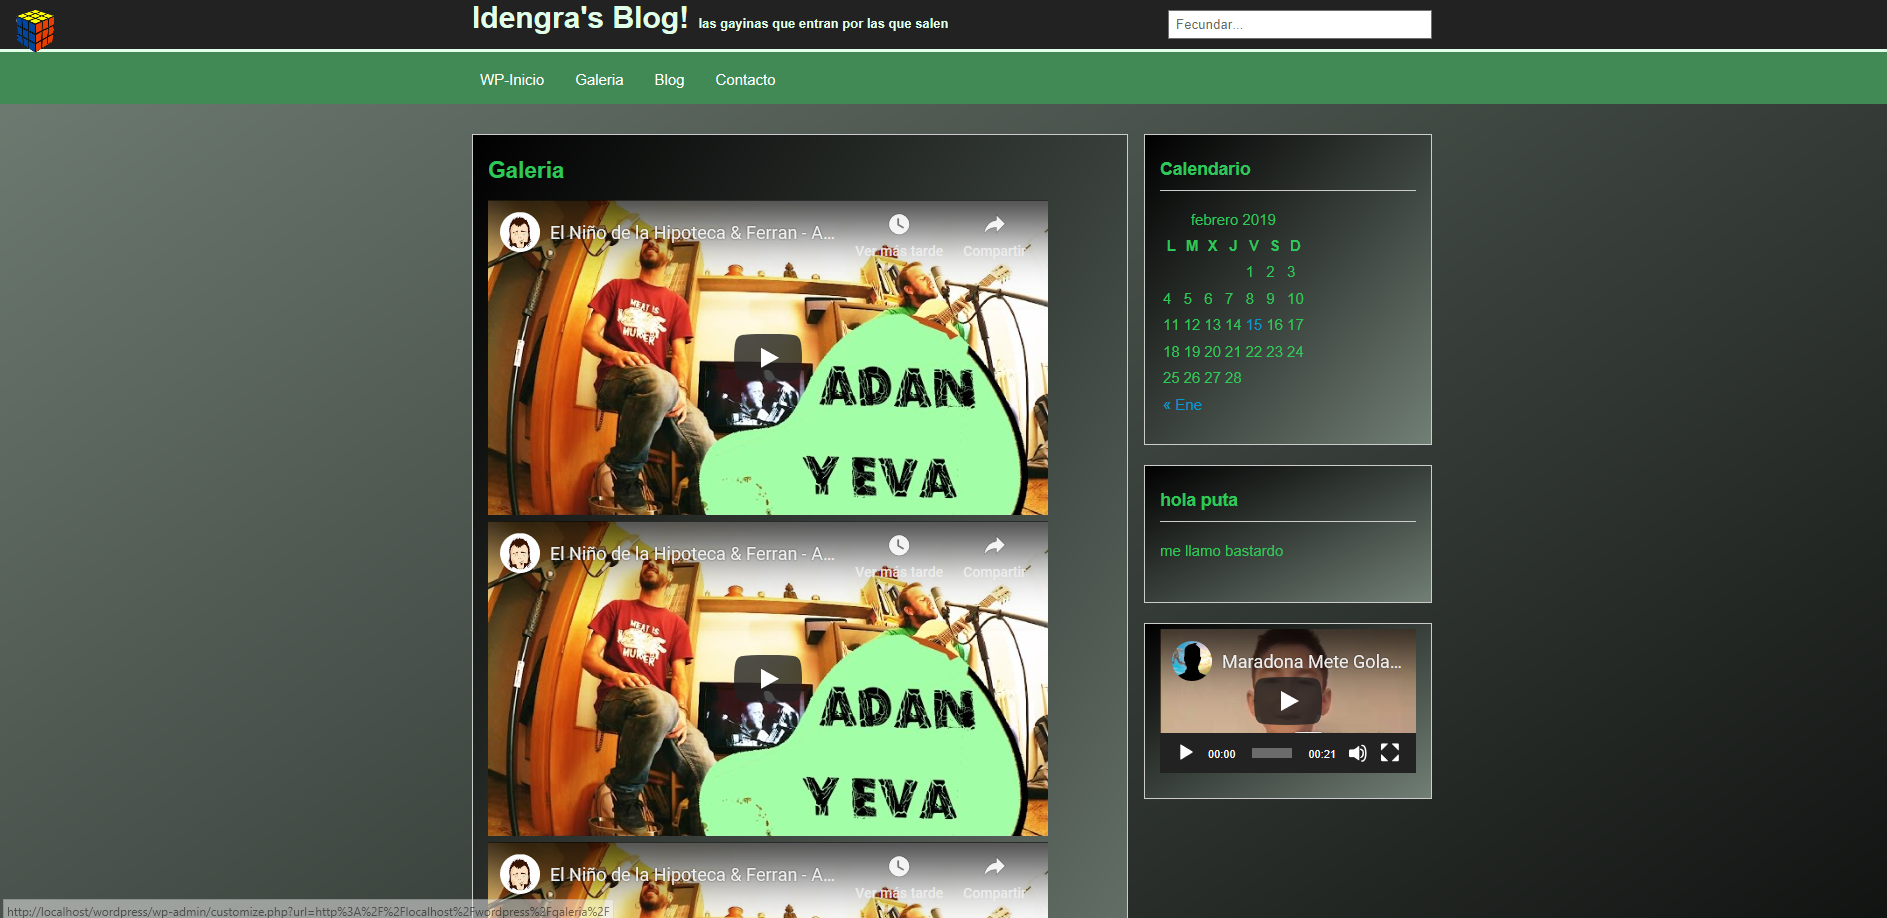 Idengra's Blog! las gayinas que entran por las que salen
Fecundar...
WP-Inicio Galeria Blog Contacto
Galeria
El Niño de la Hipoteca & Ferran - A...
Ver más tarde Compartir
MEAT IS
MURDER
ADAN
Y EVA
El Niño de la Hipoteca & Ferran - A...
Ver más tarde Compartir
MEAT IS
MURDER
ADAN
Y EVA
El Niño de la Hipoteca & Ferran - A...
Ver más tarde Compartir
Calendario
febrero 2019
L M X J V S D
1 2 3
4 5 6 7 8 9 10
11 12 13 14 15 16 17
18 19 20 21 22 23 24
25 26 27 28
« Ene
hola puta
me llamo bastardo
Maradona Mete Gola...
00:00 00:21
http://localhost/wordpress/wp-admin/customize.php?url=http%3A%2F%2Flocalhost%2Fwordpress%2Fgaleria%2F